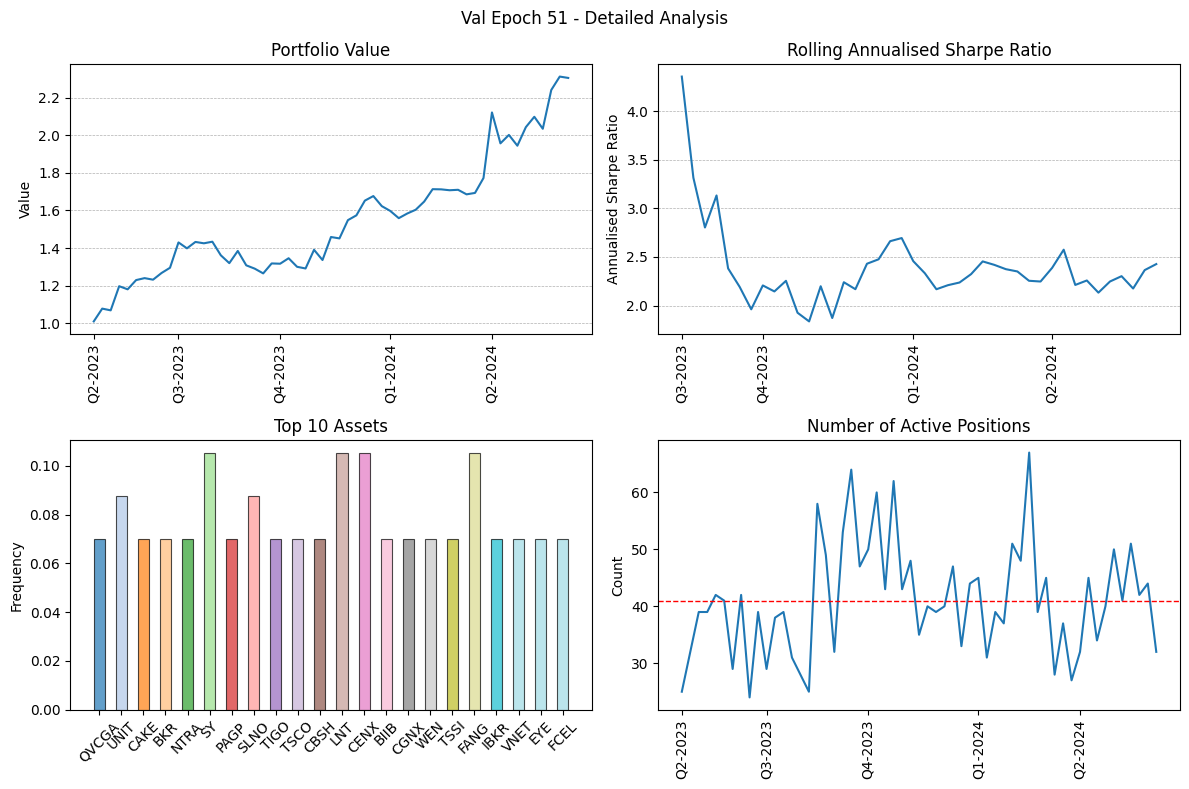 Val Epoch 51 - Detailed Analysis
Portfolio Value
Value
2.2
2.0
1.8
1.6
1.4
1.2
1.0
Q2-2023
Q3-2023
Q4-2023
Q1-2024
Q2-2024
Rolling Annualised Sharpe Ratio
Annualised Sharpe Ratio
4.0
3.5
3.0
2.5
2.0
Q3-2023
Q4-2023
Q1-2024
Q2-2024
Top 10 Assets
Frequency
0.10
0.08
0.06
0.04
0.02
0.00
QVCGA
UNIT
CAKE
BKR
NTRA
SY
PAGP
SLNO
TIGO
TSCO
CBSH
LNT
CENX
BIIB
CGNX
WEN
TSSI
FANG
IBKR
VNET
EYE
FCEL
Number of Active Positions
Count
60
50
40
30
Q2-2023
Q3-2023
Q4-2023
Q1-2024
Q2-2024